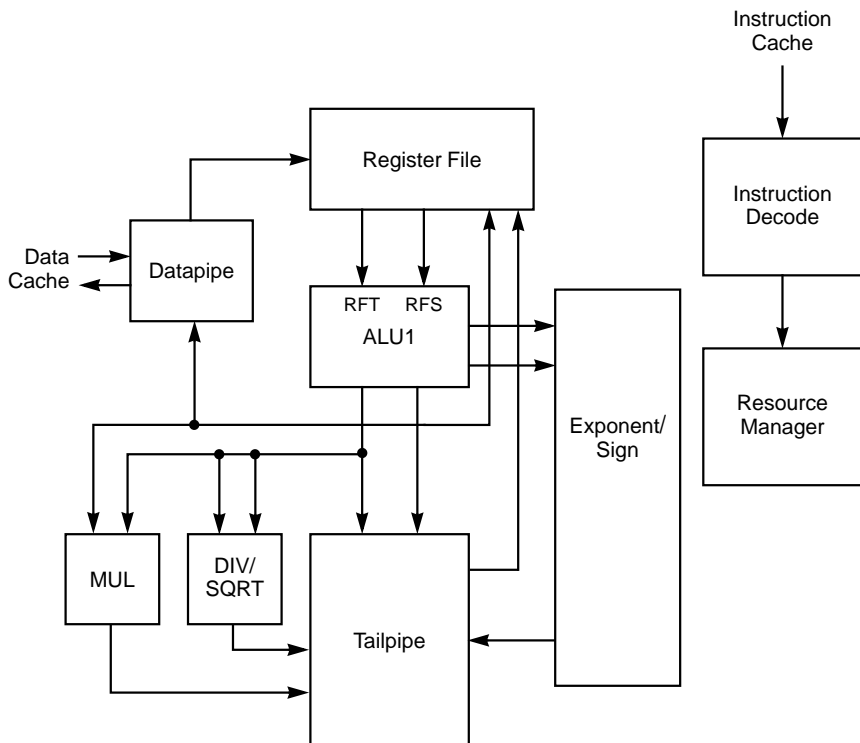 Instruction
Cache
Register File
Instruction
Decode
Data
Cache
Datapipe
RFT RFS
ALU1
Exponent/
Sign
Resource
Manager
MUL
DIV/
SQRT
Tailpipe